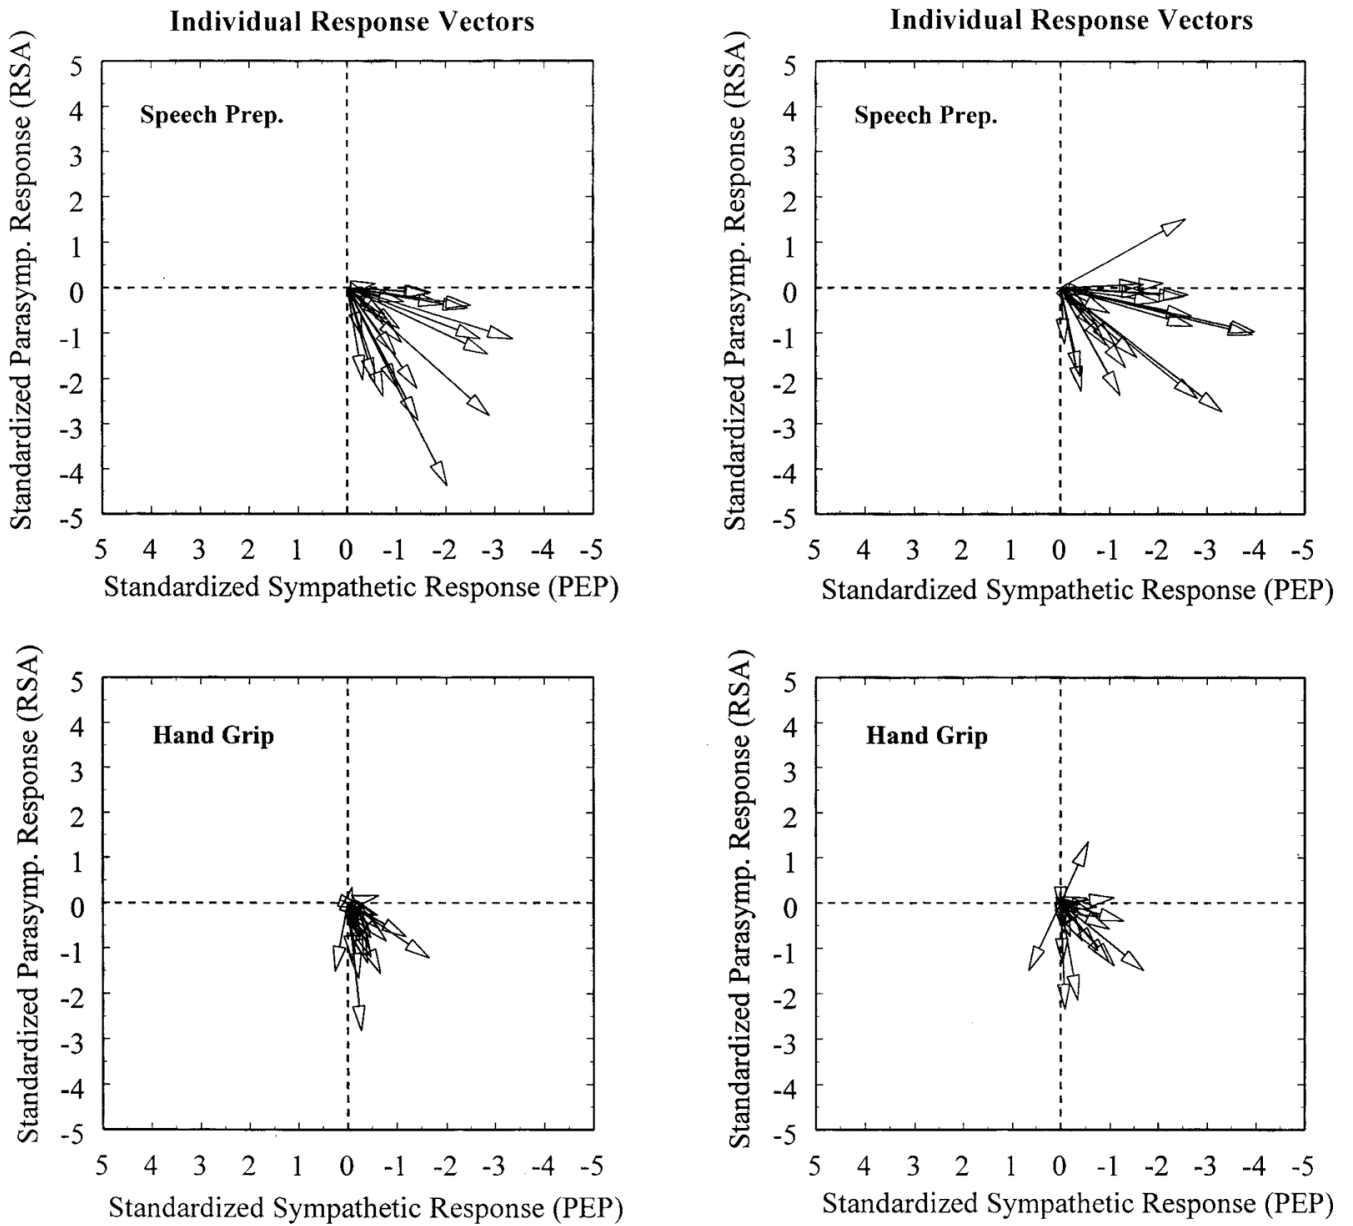 Individual Response Vectors
Standardized Parasymp. Response (RSA)
5
4
3
2
1
0
-1
-2
-3
-4
-5
Speech Prep.
5 4 3 2 1 0 -1 -2 -3 -4 -5
Standardized Sympathetic Response (PEP)
Individual Response Vectors
Standardized Parasymp. Response (RSA)
5
4
3
2
1
0
-1
-2
-3
-4
-5
Speech Prep.
5 4 3 2 1 0 -1 -2 -3 -4 -5
Standardized Sympathetic Response (PEP)
Standardized Parasymp. Response (RSA)
5
4
3
2
1
0
-1
-2
-3
-4
-5
Hand Grip
5 4 3 2 1 0 -1 -2 -3 -4 -5
Standardized Sympathetic Response (PEP)
Standardized Parasymp. Response (RSA)
5
4
3
2
1
0
-1
-2
-3
-4
-5
Hand Grip
5 4 3 2 1 0 -1 -2 -3 -4 -5
Standardized Sympathetic Response (PEP)